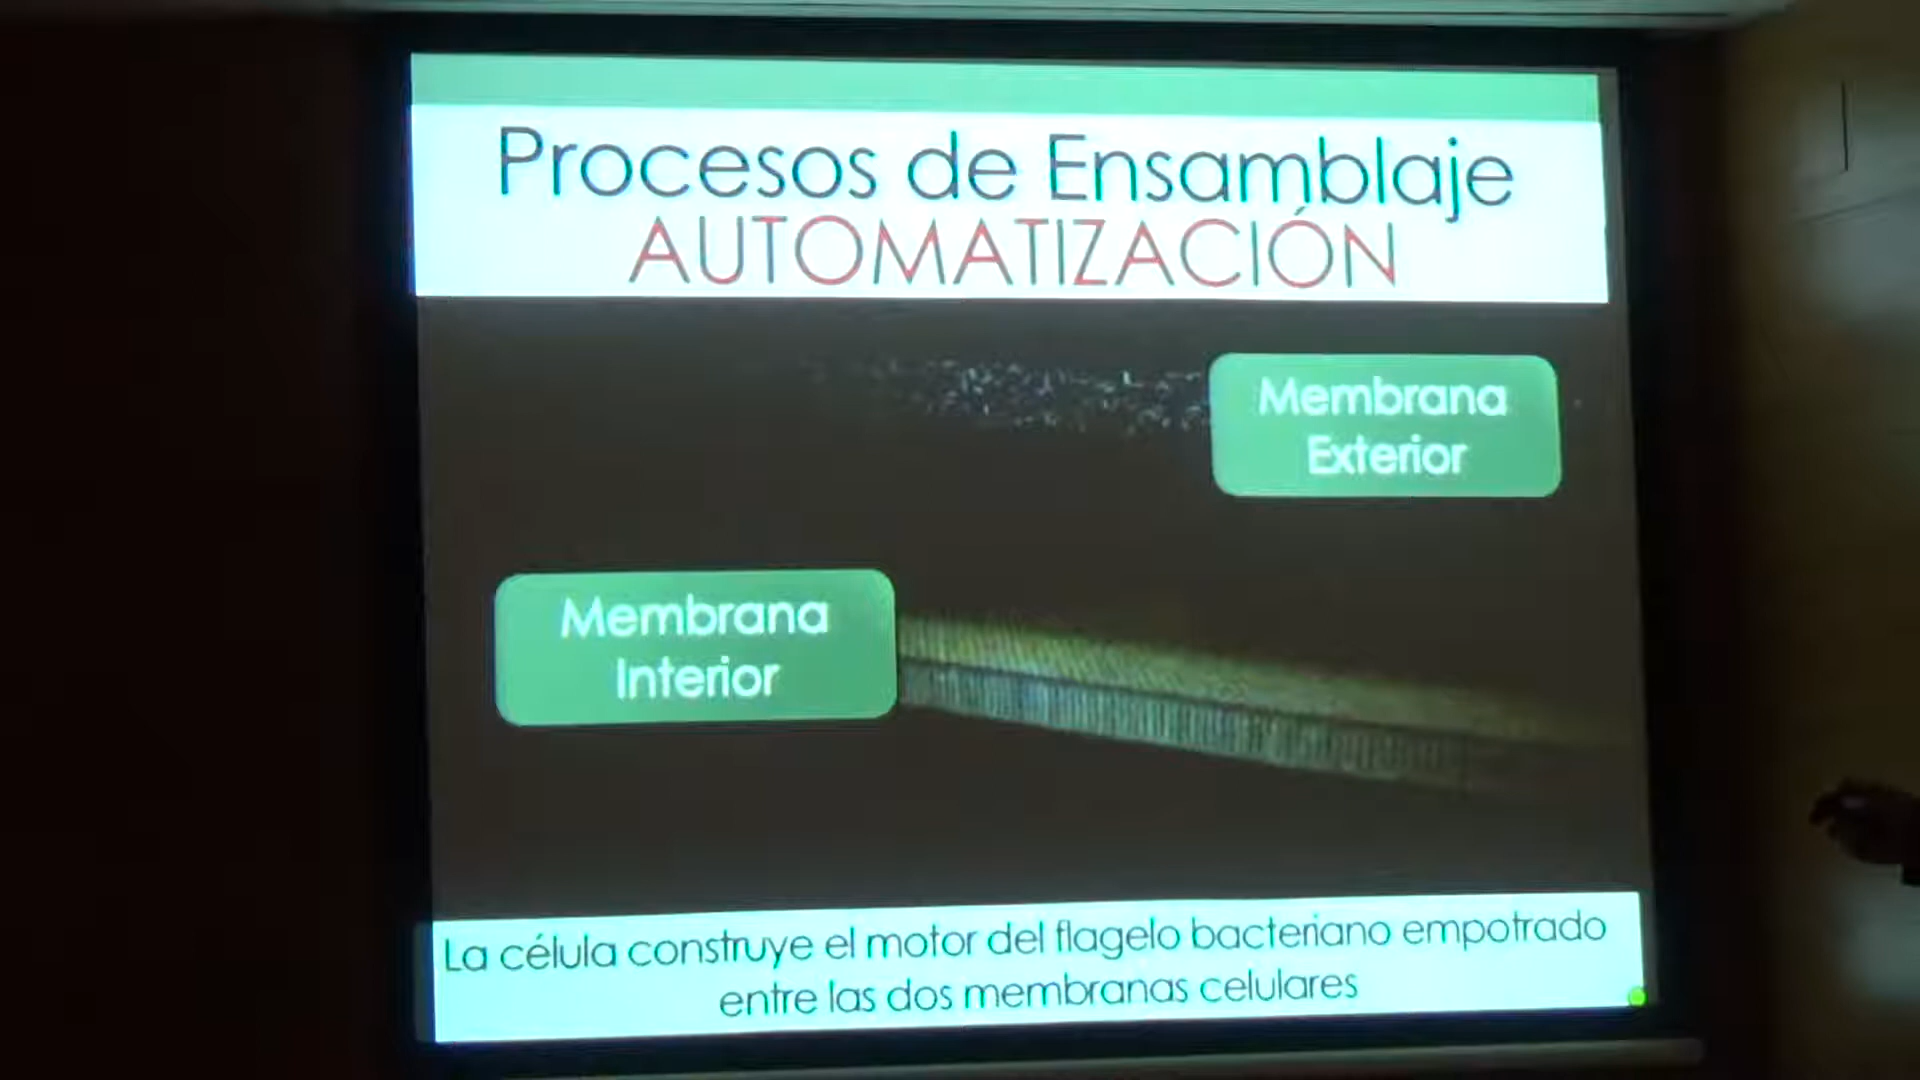 Procesos de Ensamblaje
AUTOMATIZACIÓN
Membrana
Exterior
Membrana
Interior
La célula construye el motor del flagelo bacteriano empotrado
entre las dos membranas celulares